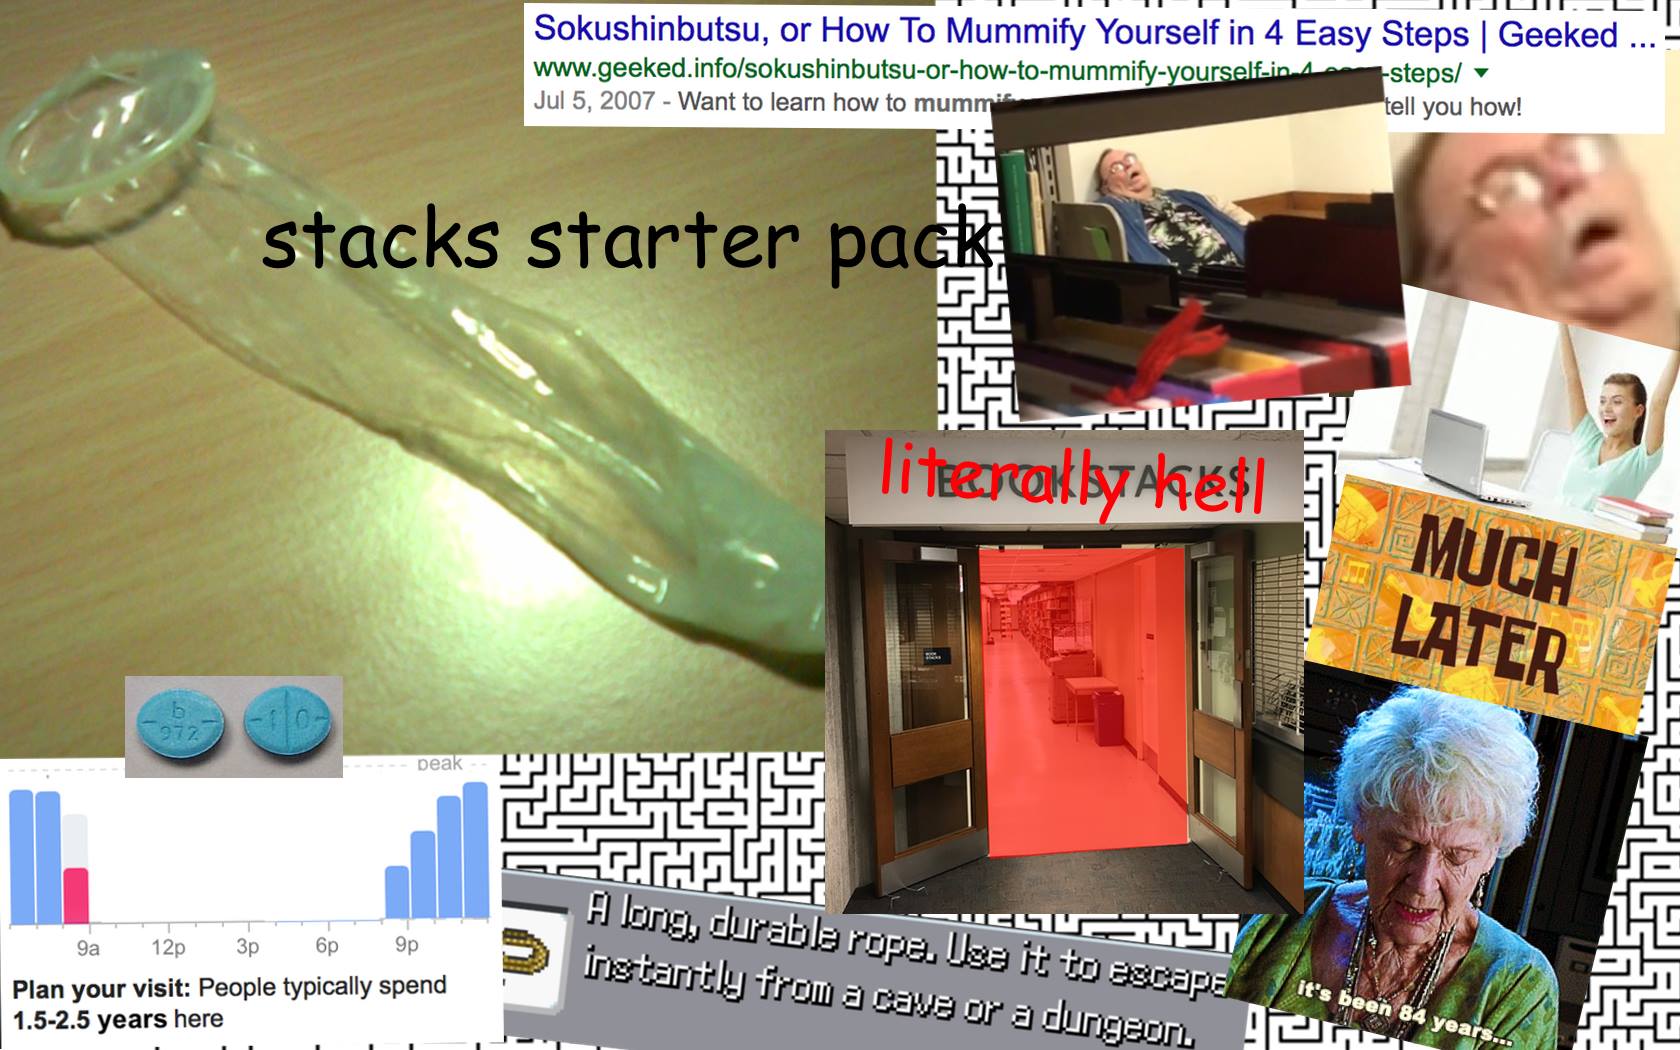 Sokushinbutsu, or How To Mummify Yourself in 4 Easy Steps | Geeked ...
www.geeked.info/sokushinbutsu-or-how-to-mummify-yourself-in-4-easy-steps/
Jul 5, 2007 - Want to learn how to mummify tell you how!
stacks starter pack
literally hell
BOOKSTACKS
BOOK
STACKS
MUCH
LATER
b
972
10
peak
9a 12p 3p 6p 9p
Plan your visit: People typically spend
1.5-2.5 years here
A long, durable rope. Use it to escape
instantly from a cave or a dungeon.
it's been 84 years...